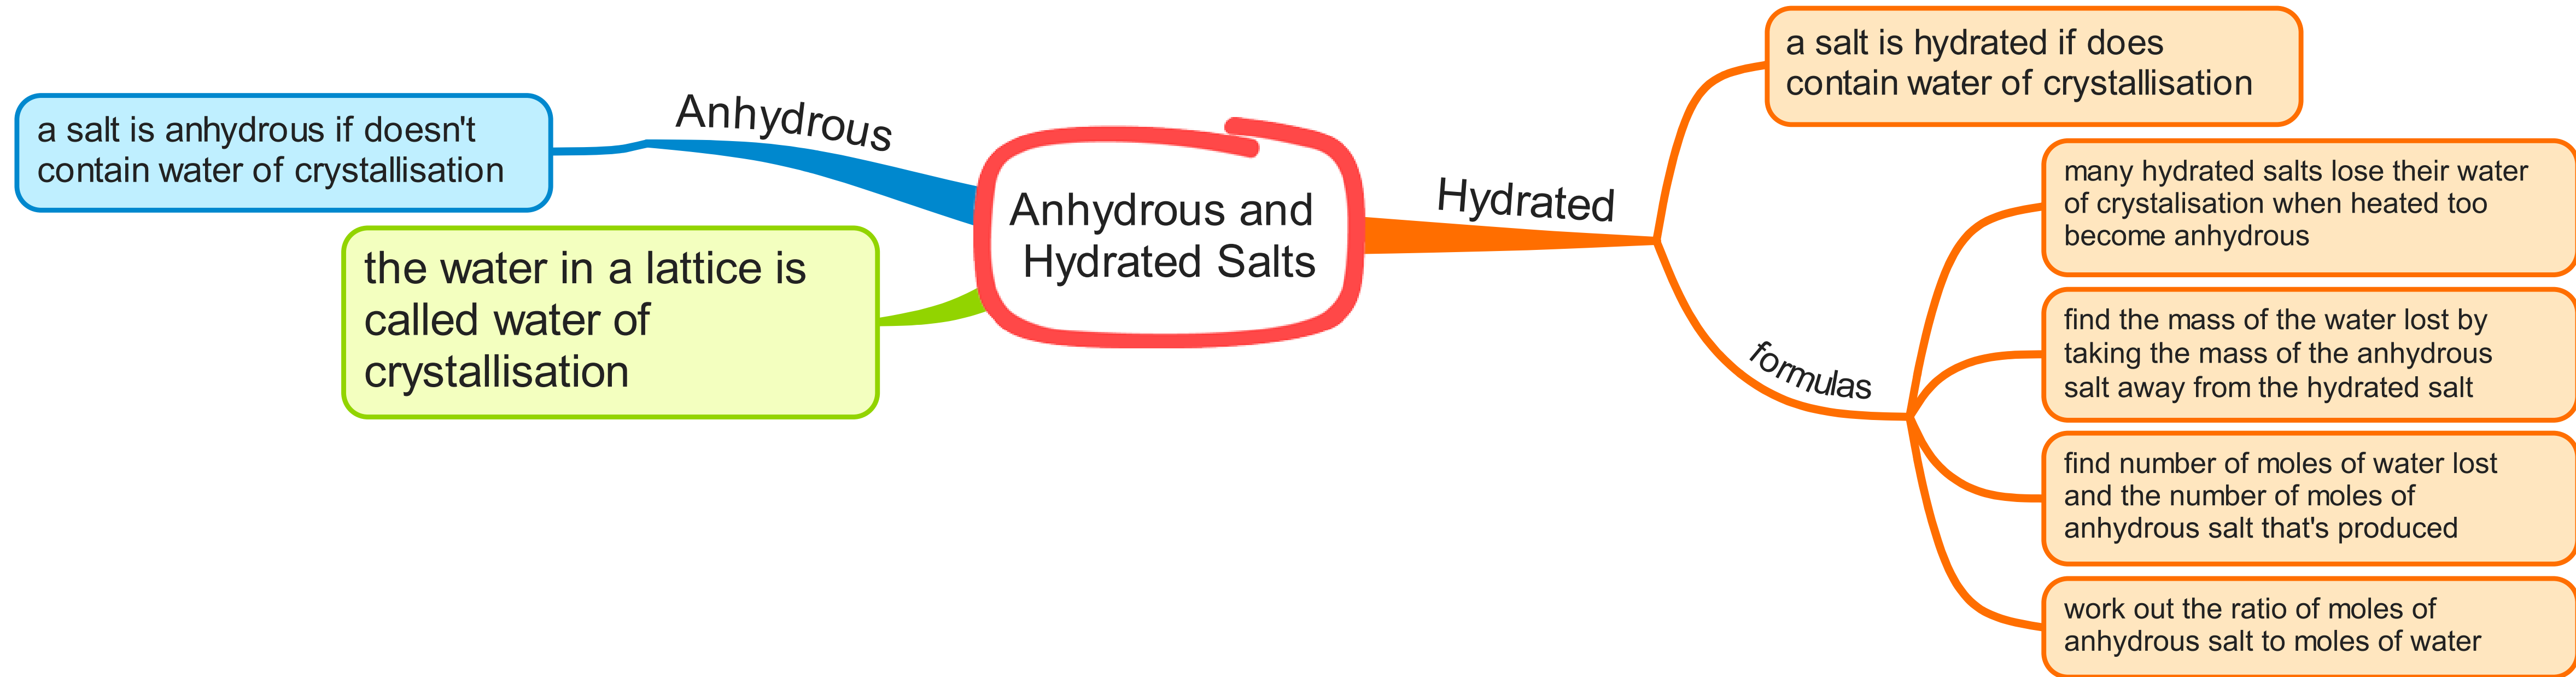 Anhydrous and
Hydrated Salts
Anhydrous
a salt is anhydrous if doesn't
contain water of crystallisation
the water in a lattice is
called water of
crystallisation
Hydrated
a salt is hydrated if does
contain water of crystallisation
formulas
many hydrated salts lose their water
of crystalisation when heated too
become anhydrous
find the mass of the water lost by
taking the mass of the anhydrous
salt away from the hydrated salt
find number of moles of water lost
and the number of moles of
anhydrous salt that's produced
work out the ratio of moles of
anhydrous salt to moles of water